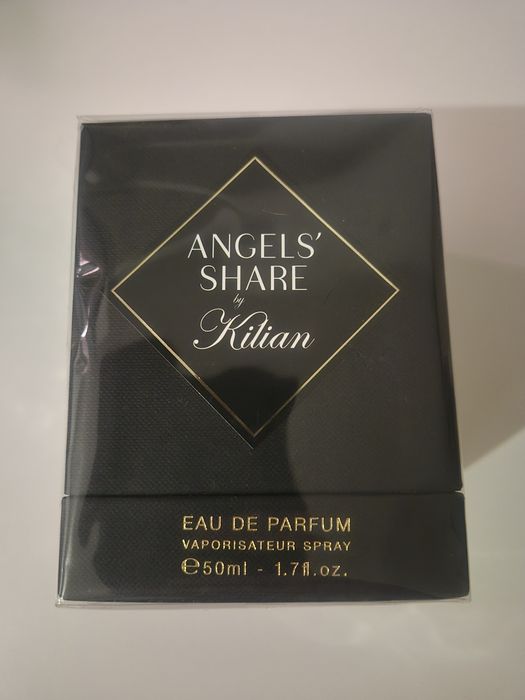 ANGELS’
SHARE
by
Kilian
EAU DE PARFUM
VAPORISATEUR SPRAY
℮50ml - 1.7fl.oz.